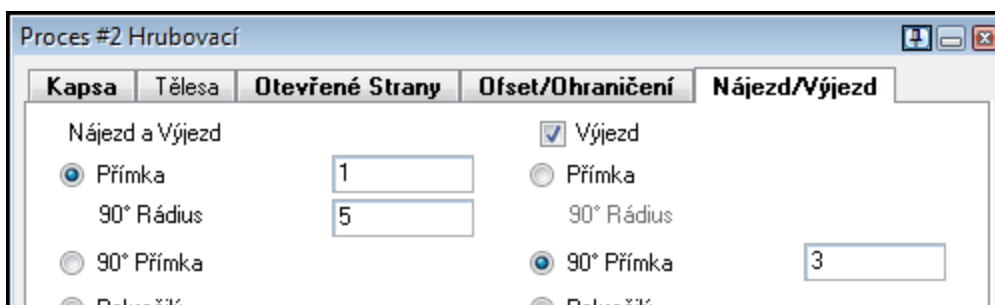 Proces #2 Hrubovací
Kapsa Tělesa Otevřené Strany Ofset/Ohraničení Nájezd/Výjezd
Nájezd a Výjezd Výjezd
Přímka 1 Přímka
90° Rádius 5 90° Rádius
90° Přímka 90° Přímka 3